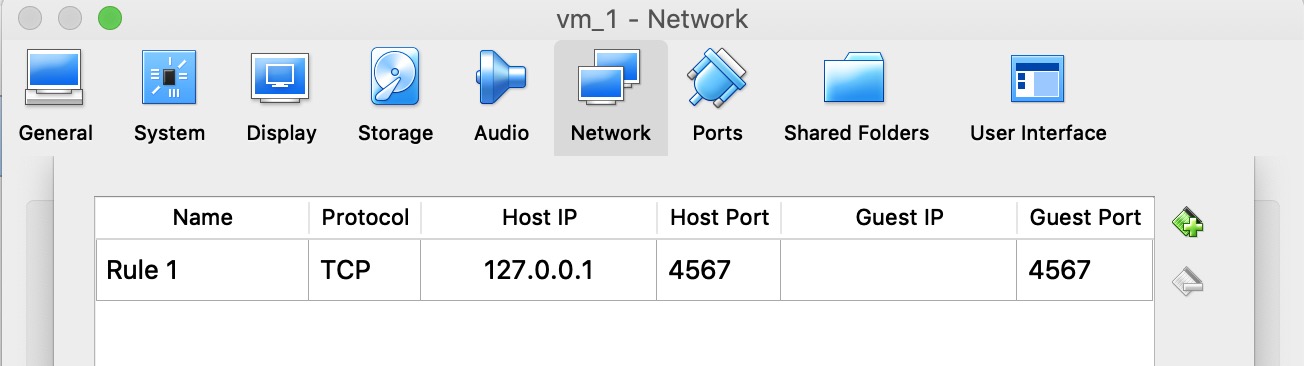 vm_1 - Network
General System Display Storage Audio Network Ports Shared Folders User Interface
Name Protocol Host IP Host Port Guest IP Guest Port
Rule 1 TCP 127.0.0.1 4567 4567